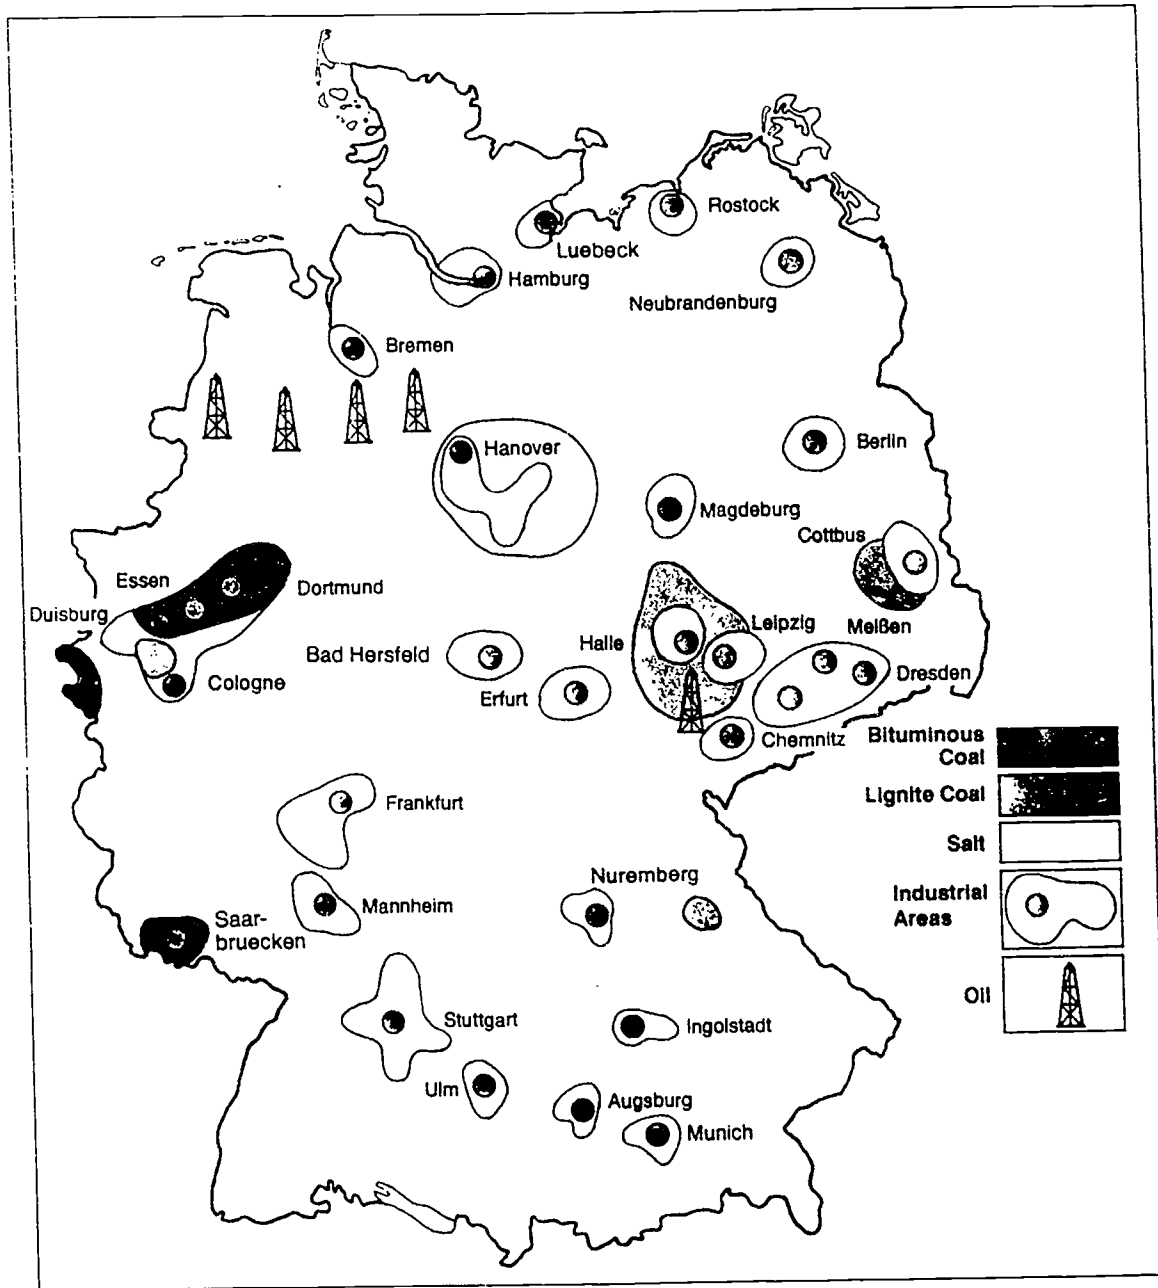 Rostock
Luebeck
Hamburg
Neubrandenburg
Bremen
Hanover
Berlin
Magdeburg
Cottbus
Essen
Dortmund
Duisburg
Leipzig
Meißen
Halle
Bad Hersfeld
Cologne
Erfurt
Dresden
Chemnitz
Bituminous
Coal
Lignite Coal
Salt
Industrial
Areas
Oil
Frankfurt
Nuremberg
Mannheim
Saar-
bruecken
Stuttgart
Ingolstadt
Ulm
Augsburg
Munich